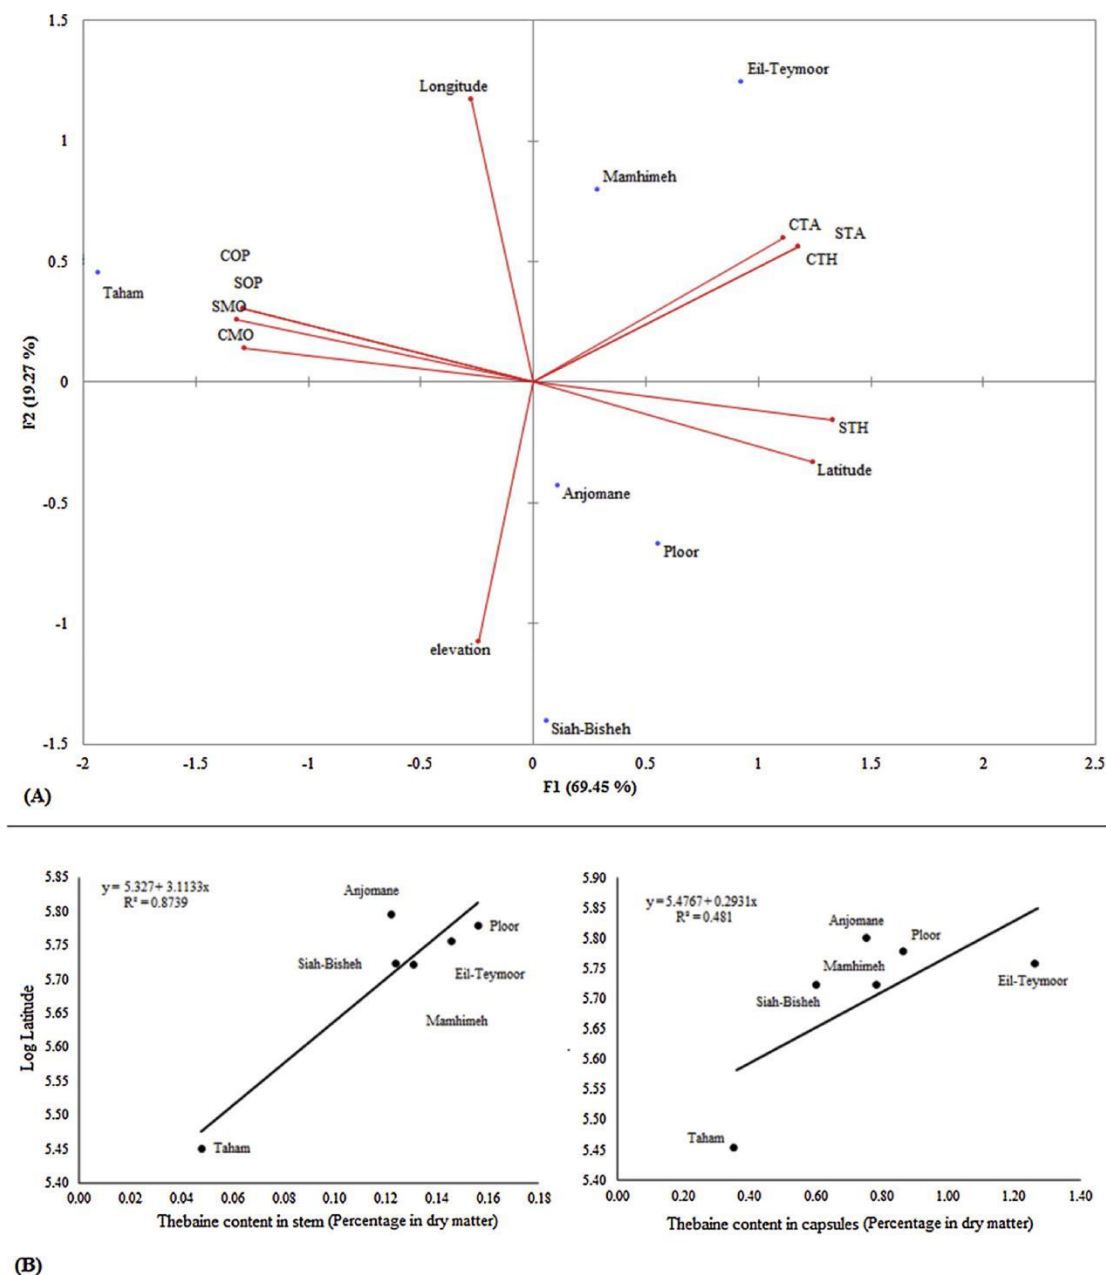 1.5
Eil-Teymoor
Longitude
1
Mamhimeh
CTA
STA
COP
CTH
0.5
SOP
Taham
SMO
CMO
F2 (19.27 %)
0
STH
Latitude
-0.5
Anjomane
Ploor
-1
elevation
Siah-Bisheh
-1.5
-2 -1.5 -1 -0.5 0 0.5 1 1.5 2 2.5
F1 (69.45 %)
(A)
Log Latitude
5.85
5.80
5.75
5.70
5.65
5.60
5.55
5.50
5.45
5.40
y = 5.327 + 3.1133x
R² = 0.8739
Anjomane
Ploor
Siah-Bisheh
Eil-Teymoor
Mamhimeh
Taham
0.00 0.02 0.04 0.06 0.08 0.10 0.12 0.14 0.16 0.18
Thebaine content in stem (Percentage in dry matter)
5.90
5.85
5.80
5.75
5.70
5.65
5.60
5.55
5.50
5.45
5.40
y = 5.4767 + 0.2931x
R² = 0.481
Anjomane
Ploor
Mamhimeh
Eil-Teymoor
Siah-Bisheh
Taham
0.00 0.20 0.40 0.60 0.80 1.00 1.20 1.40
Thebaine content in capsules (Percentage in dry matter)
(B)